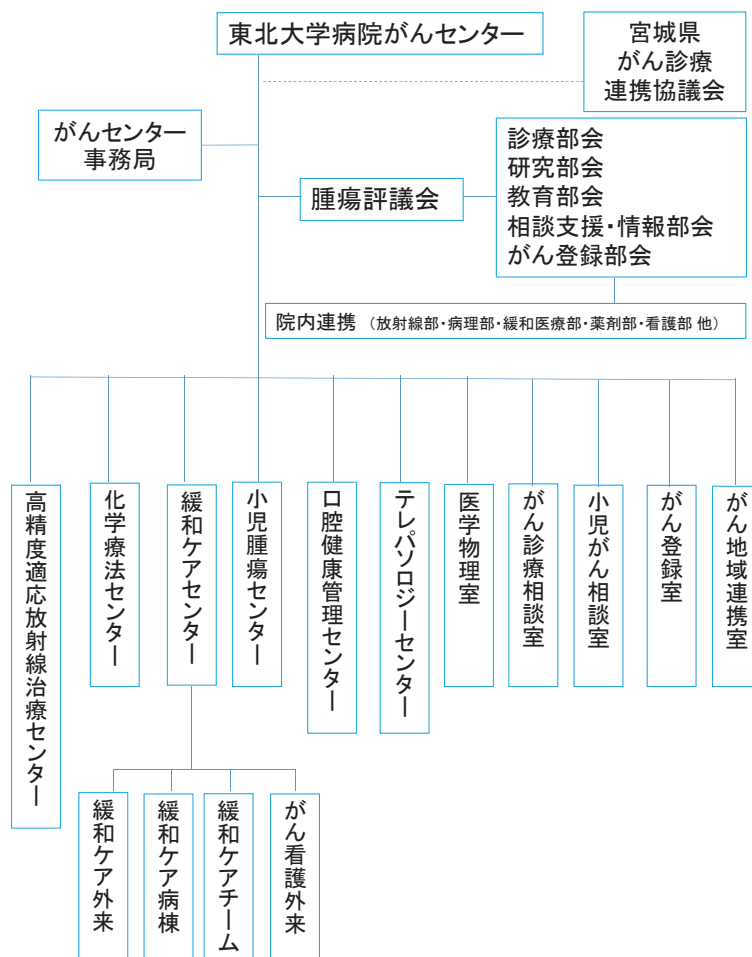 東北大学病院がんセンター
宮城県
がん診療
連携協議会
がんセンター
事務局
腫瘍評議会
診療部会
研究部会
教育部会
相談支援・情報部会
がん登録部会
院内連携 （放射線部・病理部・緩和医療部・薬剤部・看護部 他）
高精度適応放射線治療センター
化学療法センター
緩和ケアセンター
小児腫瘍センター
口腔健康管理センター
テレパソロジーセンター
医学物理室
がん診療相談室
小児がん相談室
がん登録室
がん地域連携室
緩和ケア外来
緩和ケア病棟
緩和ケアチーム
がん看護外来